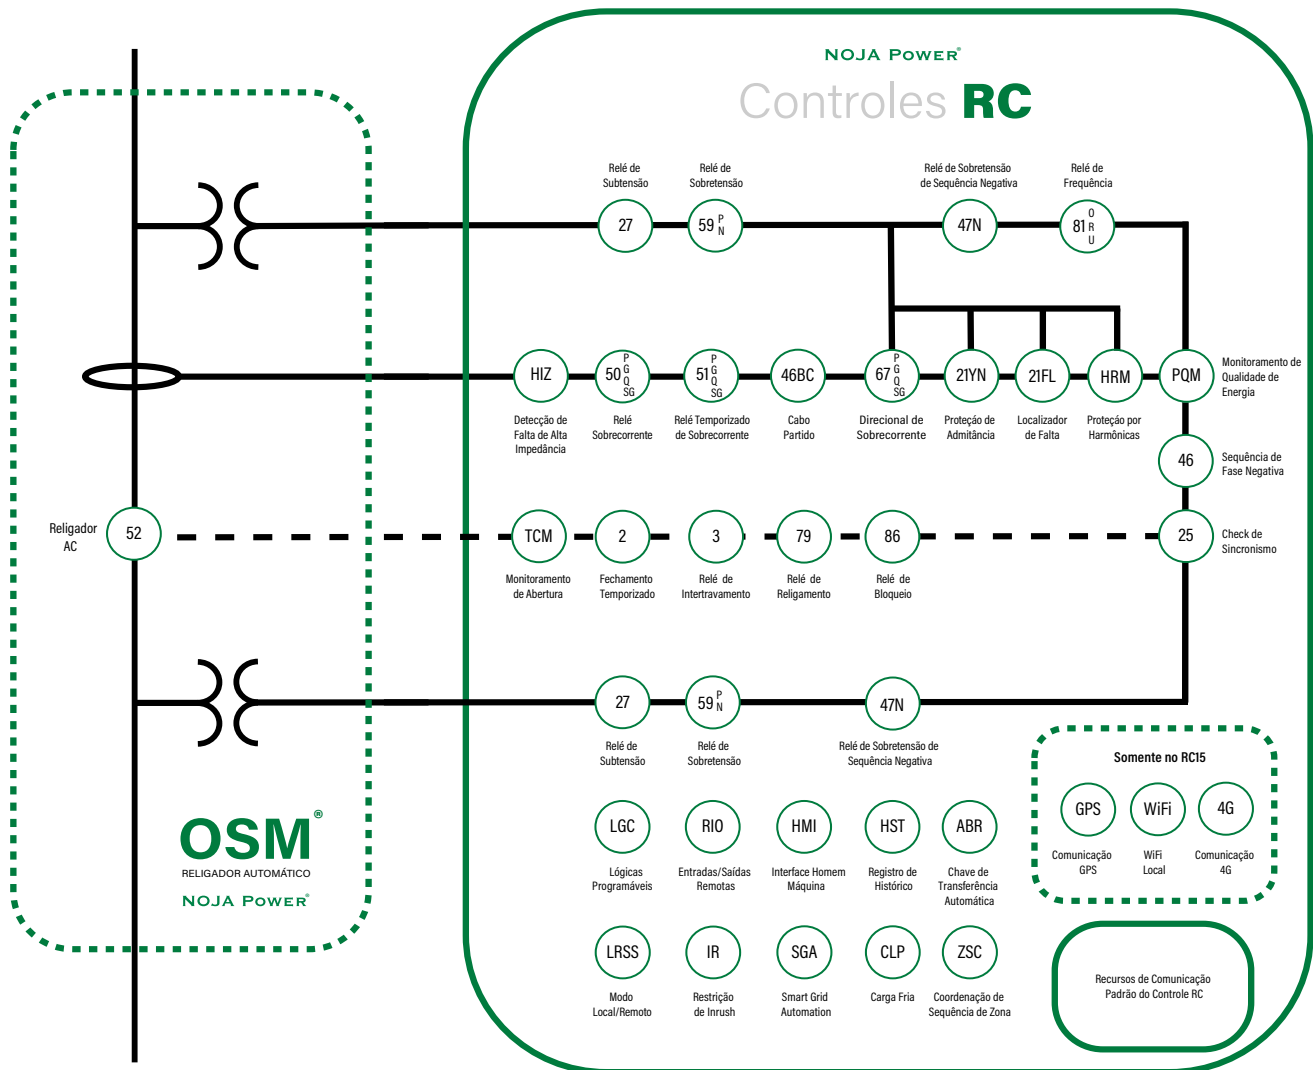 NOJA POWER®
Controles RC
Relé de
Subtensão
Relé de
Sobretensão
Relé de Sobretensão
de Sequência Negativa
Relé de
Frequência
27
59 P N
47N
81 O R U
HIZ
50 P G Q SG
51 P G Q SG
46BC
67 P G Q SG
21YN
21FL
HRM
PQM
Monitoramento de
Qualidade de
Energia
Detecção de
Falta de Alta
Impedância
Relé
Sobrecorrente
Relé Temporizado
de Sobrecorrente
Cabo
Partido
Direcional de
Sobrecorrente
Proteçáo de
Admitância
Localizador
de Falta
Proteçáo por
Harmônicas
46
Sequência de
Fase Negativa
Religador
AC
52
TCM
2
3
79
86
25
Check de
Sincronismo
Monitoramento
de Abertura
Fechamento
Temporizado
Relé de
Intertravamento
Relé de
Religamento
Relé de
Bloqueio
27
59 P N
47N
Relé de
Subtensão
Relé de
Sobretensão
Relé de Sobretensão de
Sequência Negativa
Somente no RC15
GPS
WiFi
4G
Comunicação
GPS
WiFi
Local
Comunicação
4G
OSM®
RELIGADOR AUTOMÁTICO
NOJA POWER®
LGC
RIO
HMI
HST
ABR
Lógicas
Programáveis
Entradas/Saídas
Remotas
Interface Homem
Máquina
Registro de
Histórico
Chave de
Transferência
Automática
LRSS
IR
SGA
CLP
ZSC
Modo
Local/Remoto
Restrição
de Inrush
Smart Grid
Automation
Carga Fria
Coordenação de
Sequência de Zona
Recursos de Comunicação
Padrão do Controle RC